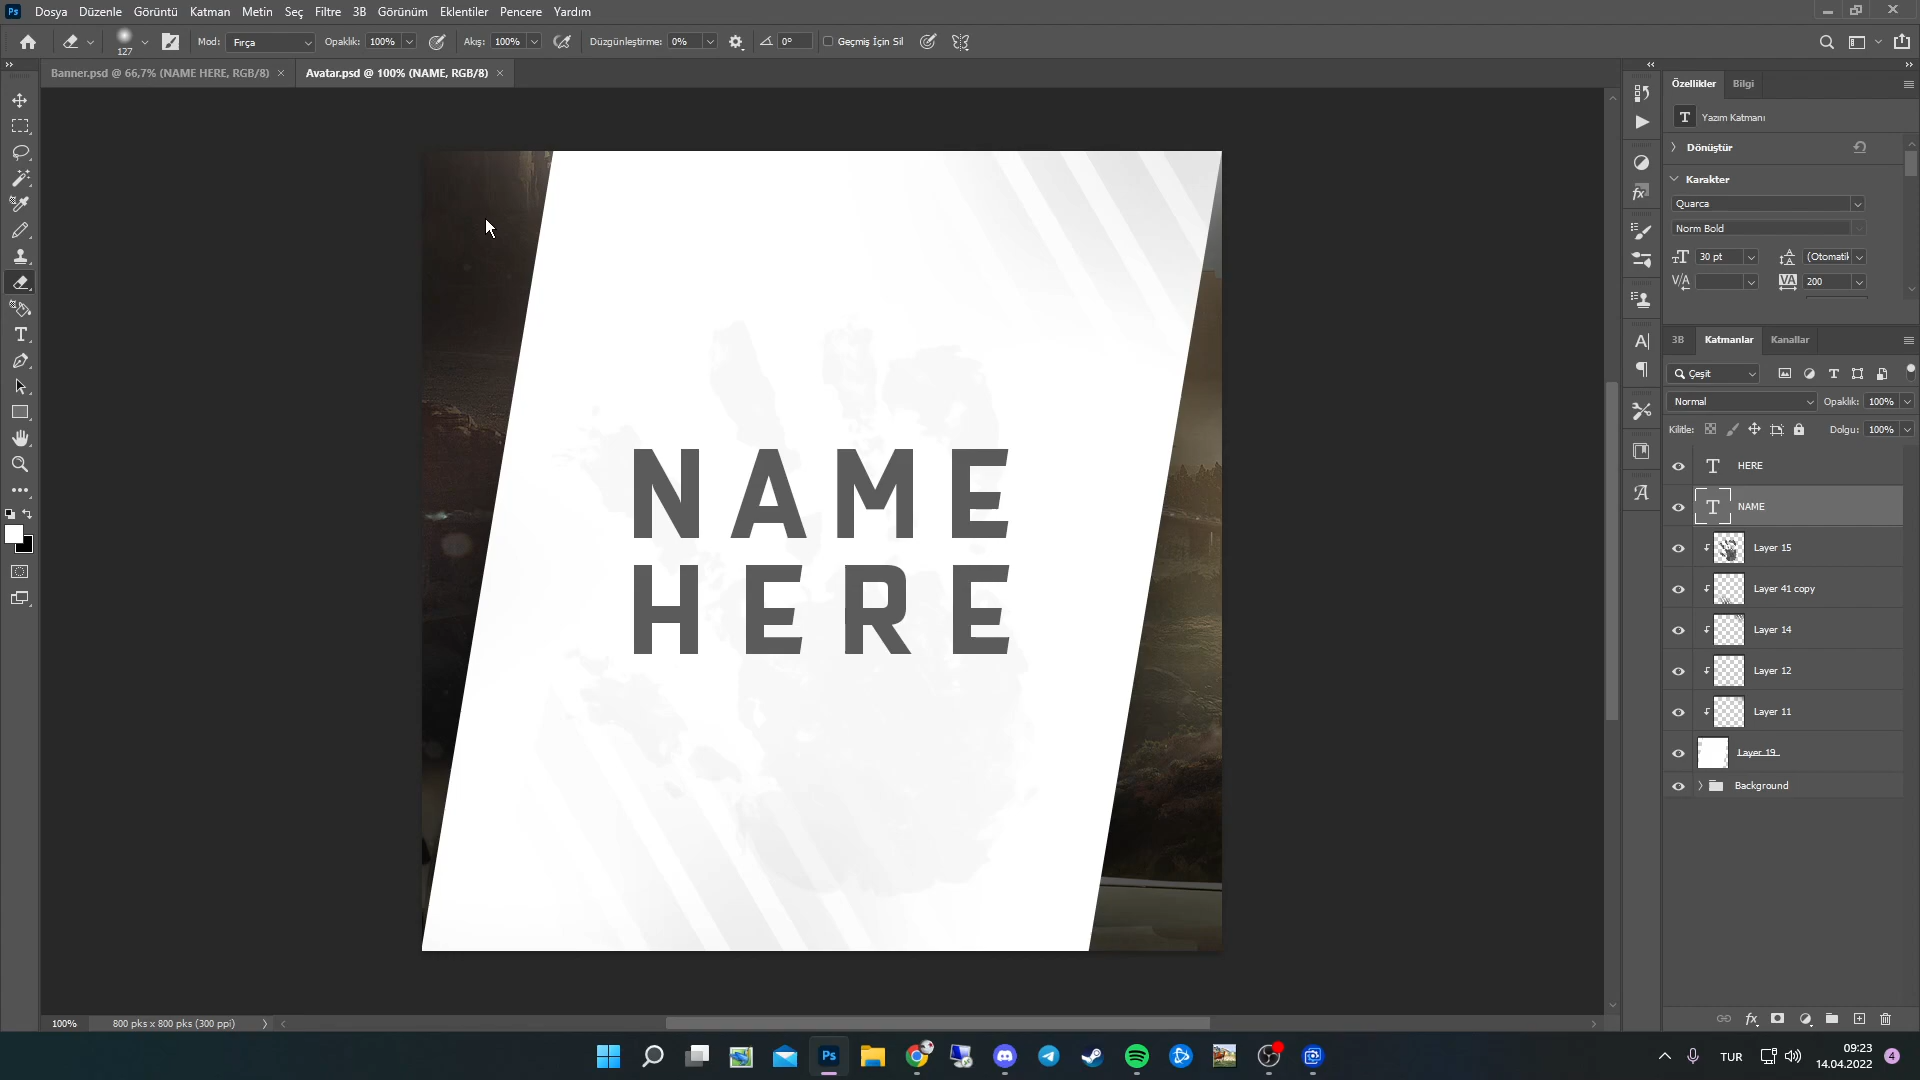 Ps Dosya Düzenle Görüntü Katman Metin Seç Filtre 3B Görünüm Eklentiler Pencere Yardım
127 Mod: Fırça Opaklık: 100% Akış: 100% Düzgünleştirme: 0% 0° Geçmiş İçin Sil
Banner.psd @ 66,7% (NAME HERE, RGB/8) × Avatar.psd @ 100% (NAME, RGB/8) ×
Özellikler Bilgi
T Yazım Katmanı
Dönüştür
Karakter
Quarca
Norm Bold
30 pt (Otomatik
200
3B Katmanlar Kanallar
Çeşit
Normal Opaklık: 100%
Kilitle: Dolgu: 100%
T HERE
T NAME
Layer 15
Layer 41 copy
Layer 14
Layer 12
Layer 11
Layer 19
Background
NAME
HERE
100% 800 pks x 800 pks (300 ppi)
Ps
TUR
09:23
14.04.2022
4